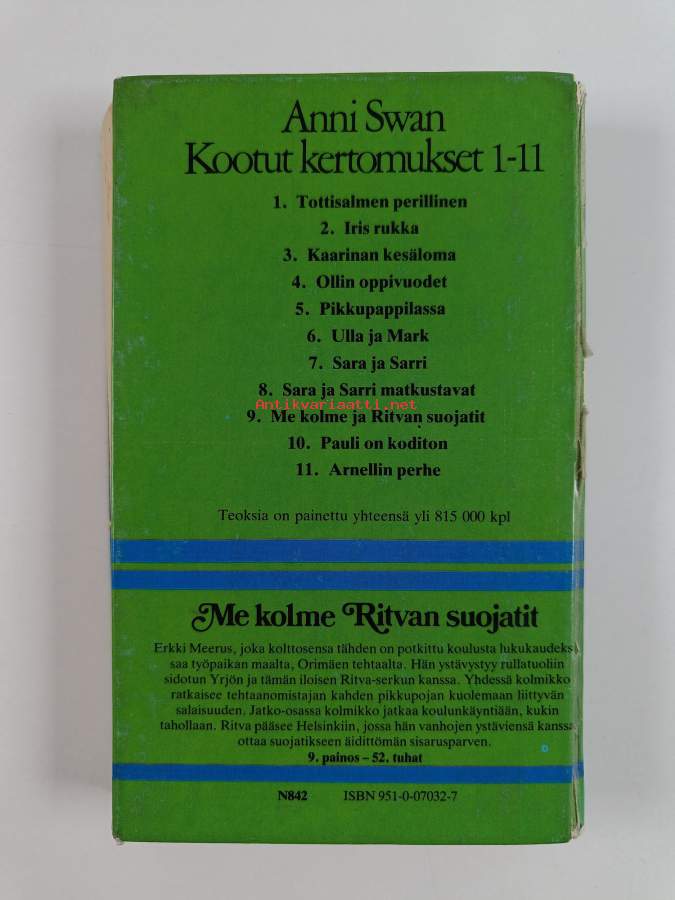 Anni Swan
Kootut kertomukset 1-11
1. Tottisalmen perillinen
2. Iris rukka
3. Kaarinan kesäloma
4. Ollin oppivuodet
5. Pikkupappilassa
6. Ulla ja Mark
7. Sara ja Sarri
8. Sara ja Sarri matkustavat
Antikvariaatti.net
9. Me kolme ja Ritvan suojatit
10. Pauli on koditon
11. Arnellin perhe
Teoksia on painettu yhteensä yli 815 000 kpl
Me kolme Ritvan suojatit
Erkki Meerus, joka kolttosensa tähden on potkittu koulusta lukukaudeksi
saa työpaikan maalta, Orimäen tehtaalta. Hän ystävystyy rullatuoliin
sidotun Yrjön ja tämän iloisen Ritva-serkun kanssa. Yhdessä kolmikko
ratkaisee tehtaanomistajan kahden pikkupojan kuolemaan liittyvän
salaisuuden. Jatko-osassa kolmikko jatkaa koulunkäyntiään, kukin
tahollaan. Ritva pääsee Helsinkiin, jossa hän vanhojen ystäviensä kanssa
ottaa suojatikseen äidittömän sisarusparven.
9. painos – 52. tuhat
N842 ISBN 951-0-07032-7